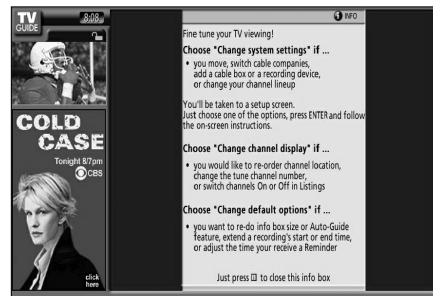 TV
GUIDE
8:08
COLD
CASE
Tonight 8/7pm
CBS
click
here
i INFO
Fine tune your TV viewing!
Choose "Change system settings" if ...
• you move, switch cable companies,
add a cable box or a recording device,
or change your channel lineup
You'll be taken to a setup screen.
Just choose one of the options, press ENTER and follow
the on-screen instructions.
Choose "Change channel display" if ...
• you would like to re-order channel location,
change the tune channel number,
or switch channels On or Off in Listings
Choose "Change default options" if ...
• you want to re-do info box size or Auto-Guide
feature, extend a recording's start or end time,
or adjust the time your receive a Reminder
Just press i to close this info box